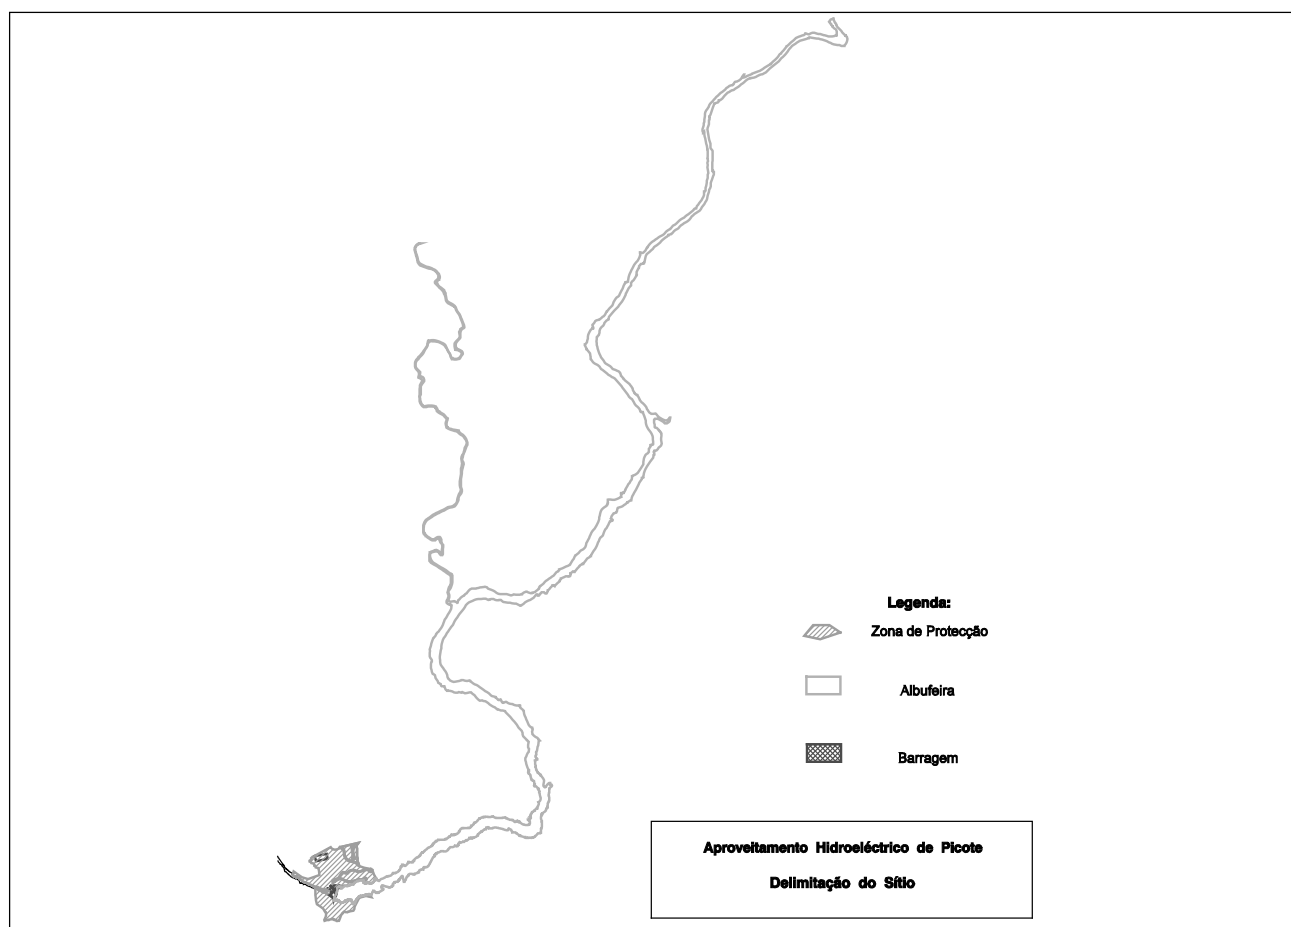 Legenda:
Zona de Protecção
Albufeira
Barragem
Aproveitamento Hidroeléctrico de Picote
Delimitação do Sítio